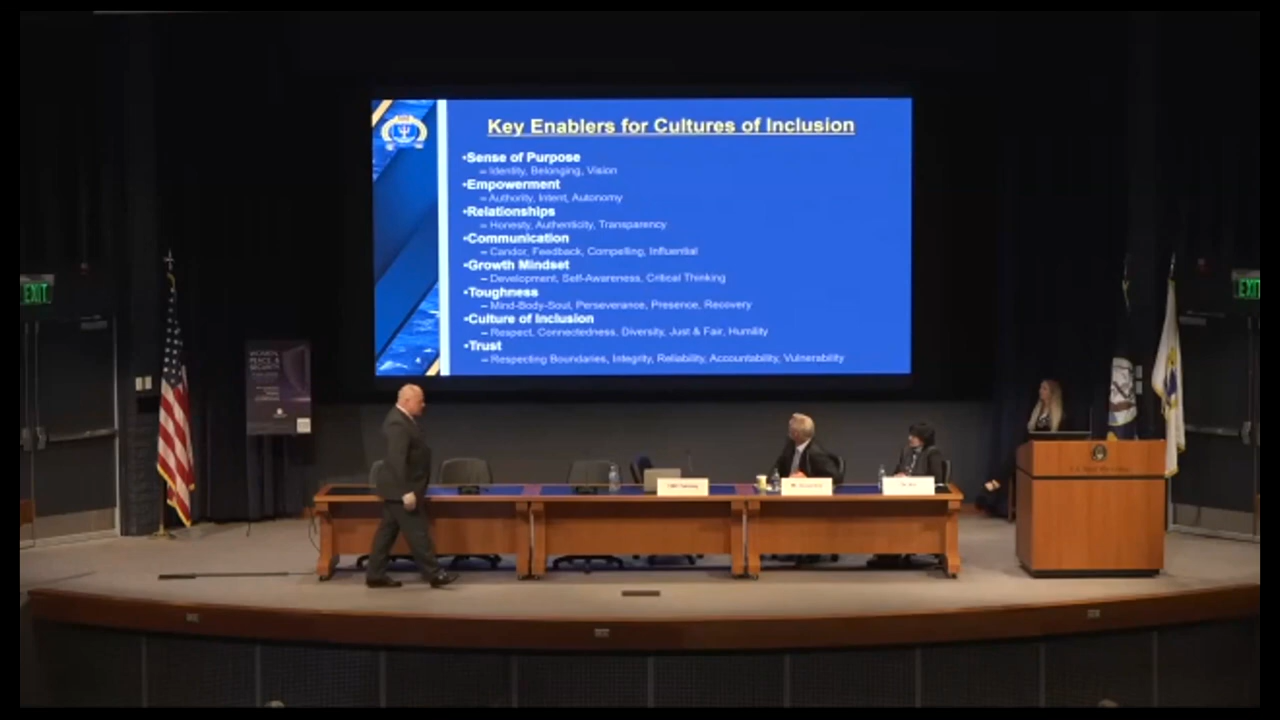 Key Enablers for Cultures of Inclusion
•Sense of Purpose
– Identity, Belonging, Vision
•Empowerment
– Authority, Intent, Autonomy
•Relationships
– Honesty, Authenticity, Transparency
•Communication
– Candor, Feedback, Compelling, Influential
•Growth Mindset
– Development, Self-Awareness, Critical Thinking
•Toughness
– Mind-Body-Soul, Perseverance, Presence, Recovery
•Culture of Inclusion
– Respect, Connectedness, Diversity, Just & Fair, Humility
•Trust
– Respecting Boundaries, Integrity, Reliability, Accountability, Vulnerability
EXIT
EXIT
WOMEN,
PEACE &
SECURITY